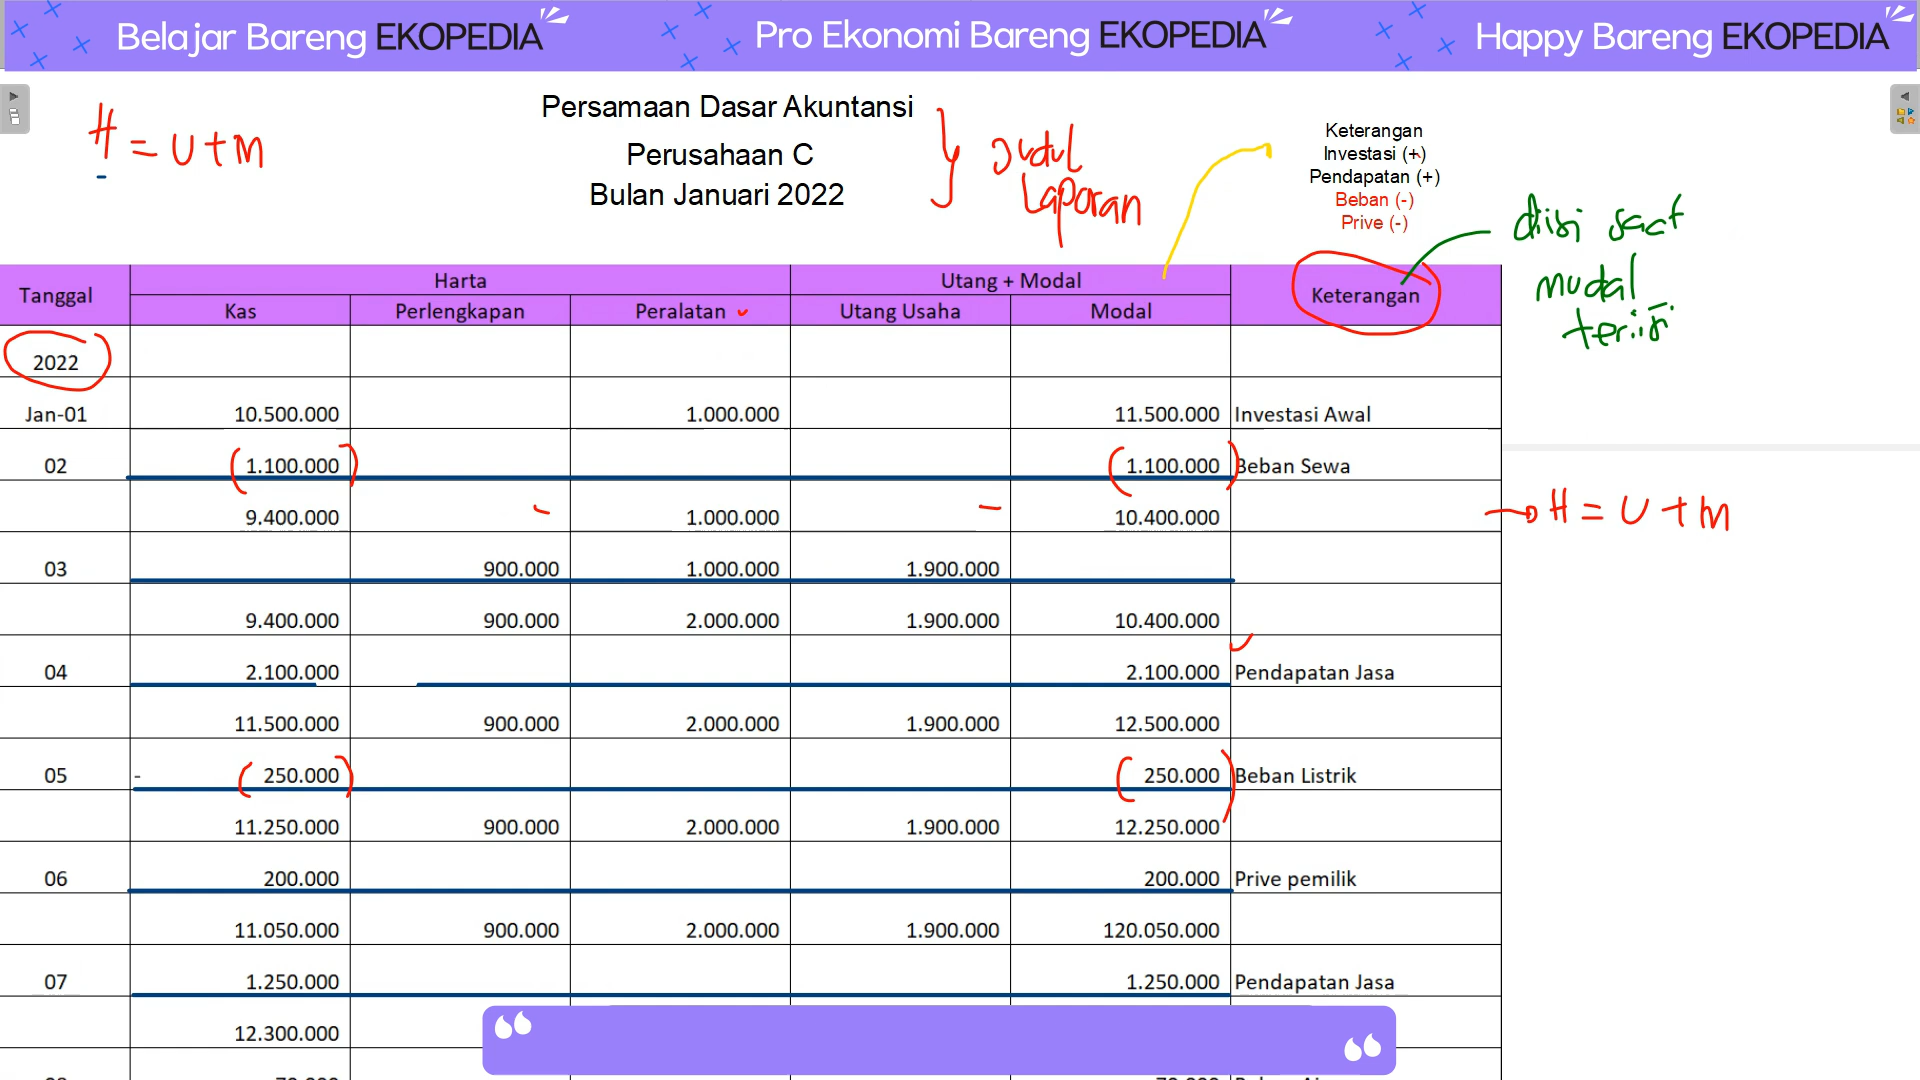 Belajar Bareng EKOPEDIA Pro Ekonomi Bareng EKOPEDIA Happy Bareng EKOPEDIA
H = U + M
Persamaan Dasar Akuntansi
Perusahaan C
Bulan Januari 2022
Judul
Laporan
Keterangan
Investasi (+)
Pendapatan (+)
Beban (-)
Prive (-)
diisi saat
modal
terisi
Tanggal Harta Utang + Modal Keterangan
Kas Perlengkapan Peralatan Utang Usaha Modal
2022
Jan-01 10.500.000 1.000.000 11.500.000 Investasi Awal
02 (1.100.000) (1.100.000) Beban Sewa
9.400.000 - 1.000.000 - 10.400.000 → H = U + M
03 900.000 1.000.000 1.900.000
9.400.000 900.000 2.000.000 1.900.000 10.400.000
04 2.100.000 2.100.000 Pendapatan Jasa
11.500.000 900.000 2.000.000 1.900.000 12.500.000
05 - (250.000) (250.000) Beban Listrik
11.250.000 900.000 2.000.000 1.900.000 12.250.000
06 200.000 200.000 Prive pemilik
11.050.000 900.000 2.000.000 1.900.000 120.050.000
07 1.250.000 1.250.000 Pendapatan Jasa
12.300.000